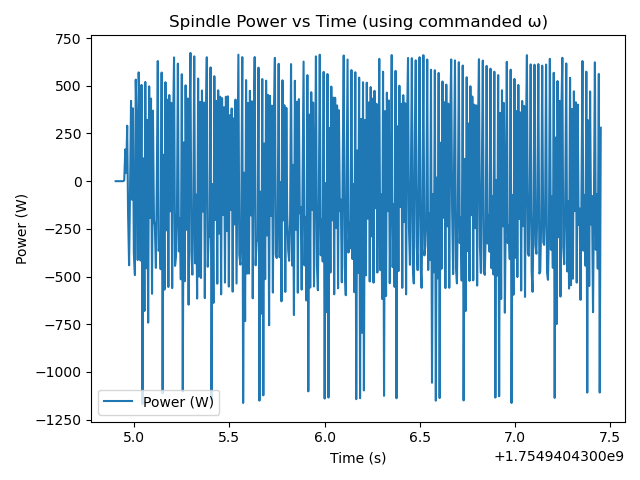 Spindle Power vs Time (using commanded ω)
Power (W)
750
500
250
0
−250
−500
−750
−1000
−1250
Power (W)
5.0 5.5 6.0 6.5 7.0 7.5
Time (s)
+1.7549404300e9